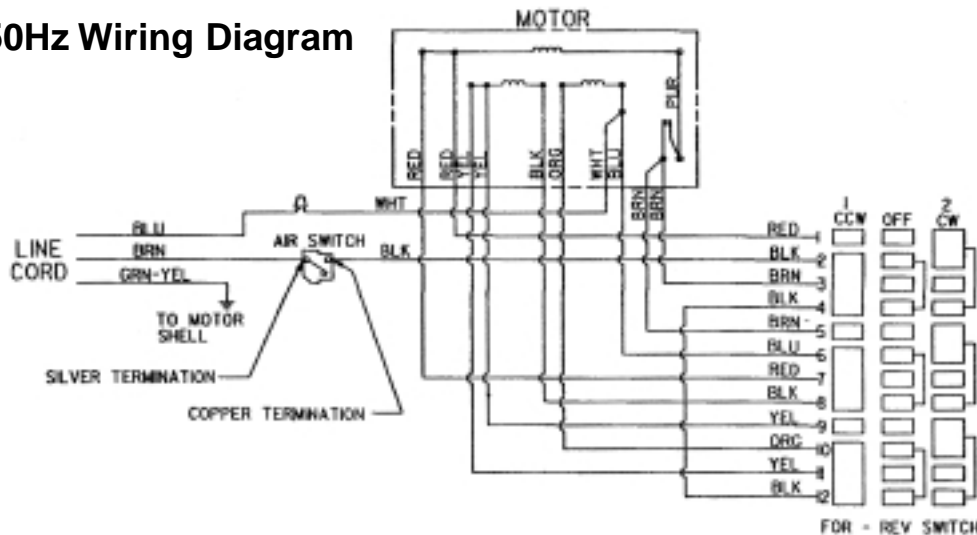 50Hz Wiring Diagram
MOTOR
PUR
RED
RED
YEL
YEL
BLK
ORG
WHT
BLU
BRN
BRN
WHT
BLU
LINE
CORD
BRN
AIR SWITCH
BLK
GRN-YEL
TO MOTOR
SHELL
SILVER TERMINATION
COPPER TERMINATION
1
CCW
OFF
2
CW
RED 1
BLK 2
BRN 3
BLK 4
BRN 5
BLU 6
RED 7
BLK 8
YEL 9
ORG 10
YEL 11
BLK 12
FOR - REV SWITCH